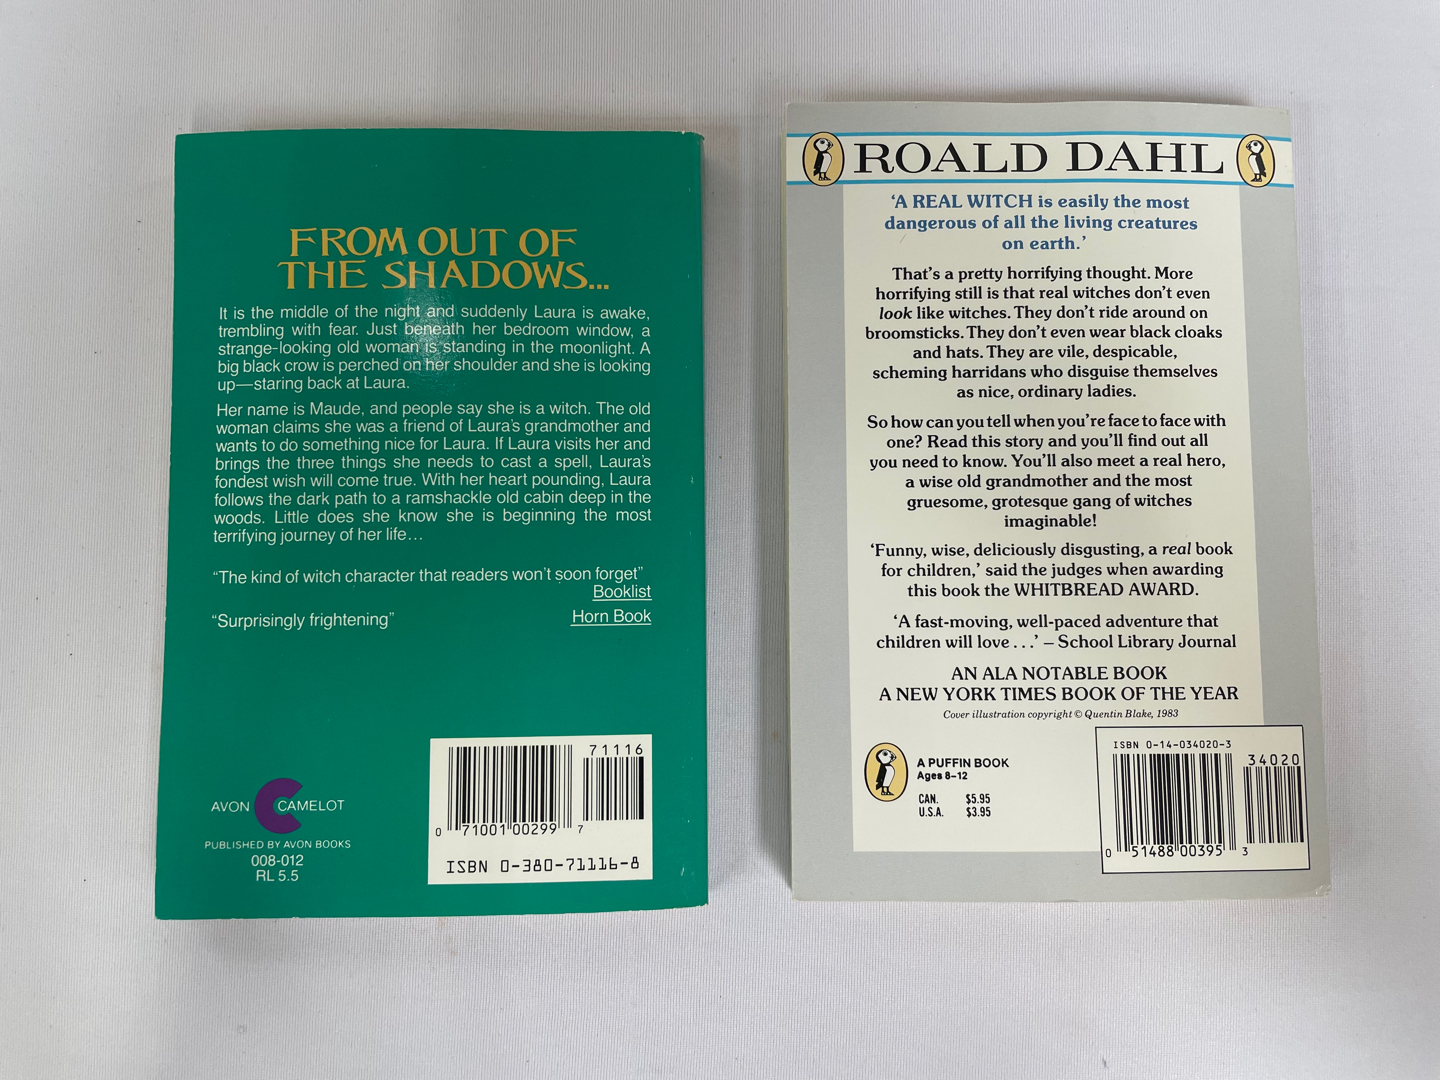 FROM OUT OF
THE SHADOWS...
It is the middle of the night and suddenly Laura is awake,
trembling with fear. Just beneath her bedroom window, a
strange-looking old woman is standing in the moonlight. A
big black crow is perched on her shoulder and she is looking
up—staring back at Laura.
Her name is Maude, and people say she is a witch. The old
woman claims she was a friend of Laura's grandmother and
wants to do something nice for Laura. If Laura visits her and
brings the three things she needs to cast a spell, Laura's
fondest wish will come true. With her heart pounding, Laura
follows the dark path to a ramshackle old cabin deep in the
woods. Little does she know she is beginning the most
terrifying journey of her life...
"The kind of witch character that readers won't soon forget"
Booklist
"Surprisingly frightening" Horn Book
AVON CAMELOT
PUBLISHED BY AVON BOOKS
008-012
RL 5.5
71116
0 71001 00299 7
ISBN 0-380-71116-8
ROALD DAHL
'A REAL WITCH is easily the most
dangerous of all the living creatures
on earth.'
That's a pretty horrifying thought. More
horrifying still is that real witches don't even
look like witches. They don't ride around on
broomsticks. They don't even wear black cloaks
and hats. They are vile, despicable,
scheming harridans who disguise themselves
as nice, ordinary ladies.
So how can you tell when you're face to face with
one? Read this story and you'll find out all
you need to know. You'll also meet a real hero,
a wise old grandmother and the most
gruesome, grotesque gang of witches
imaginable!
'Funny, wise, deliciously disgusting, a real book
for children,' said the judges when awarding
this book the WHITBREAD AWARD.
'A fast-moving, well-paced adventure that
children will love . . .' – School Library Journal
AN ALA NOTABLE BOOK
A NEW YORK TIMES BOOK OF THE YEAR
Cover illustration copyright © Quentin Blake, 1983
A PUFFIN BOOK
Ages 8–12
CAN. $5.95
U.S.A. $3.95
ISBN 0-14-034020-3
34020
0 51488 00395 3